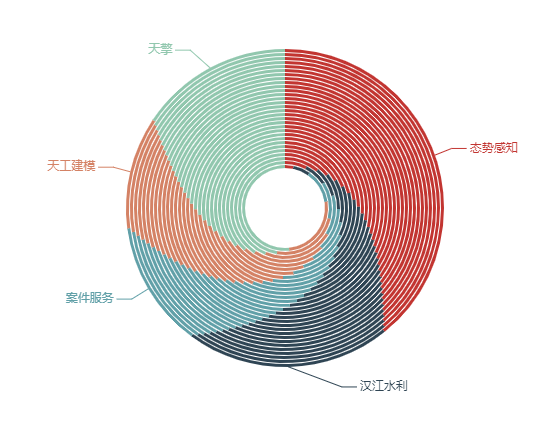 天擎
态势感知
天工建模
案件服务
汉江水利